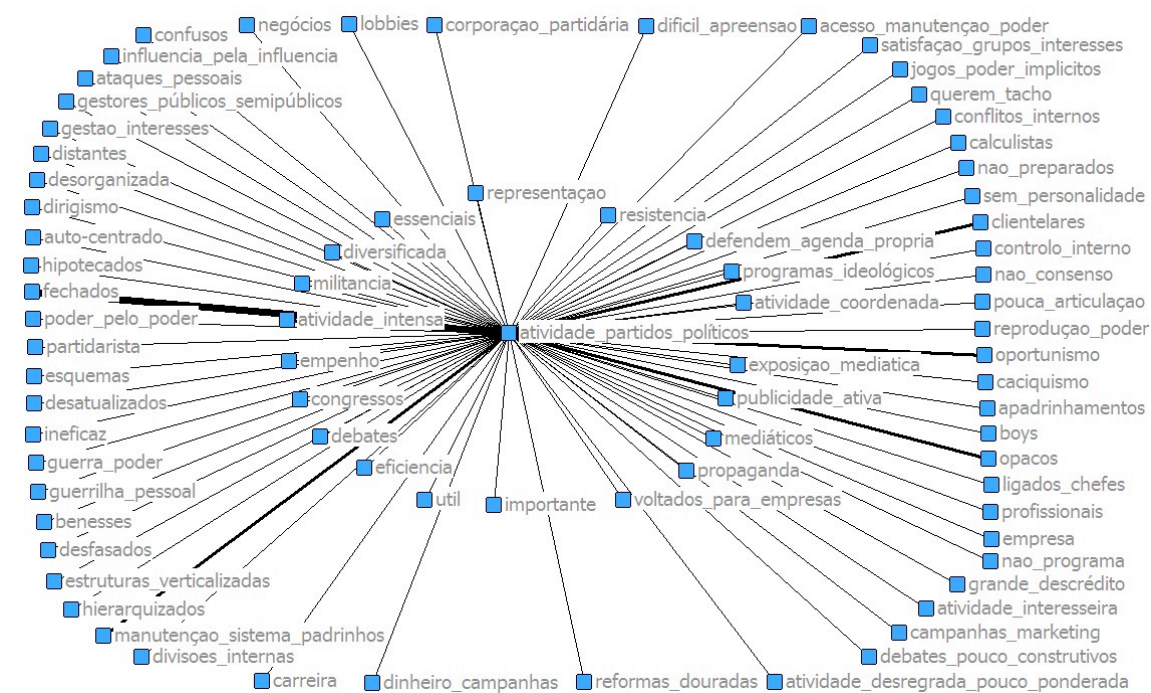 confusos
negócios
lobbies
corporaçao_partidária
dificil_apreensao
acesso_manutençao_poder
satisfaçao_grupos_interesses
influencia_pela_influencia
jogos_poder_implicitos
ataques_pessoais
querem_tacho
gestores_públicos_semipúblicos
conflitos_internos
gestao_interesses
calculistas
distantes
nao_preparados
desorganizada
representaçao
sem_personalidade
dirigismo
essenciais
resistencia
clientelares
auto-centrado
diversificada
defendem_agenda_propria
controlo_interno
hipotecados
programas_ideológicos
nao_consenso
fechados
militancia
atividade_coordenada
pouca_articulaçao
poder_pelo_poder
atividade_intensa
atividade_partidos_políticos
reproduçao_poder
partidarista
empenho
exposiçao_mediatica
oportunismo
esquemas
caciquismo
desatualizados
congressos
publicidade_ativa
apadrinhamentos
ineficaz
debates
mediáticos
boys
guerra_poder
eficiencia
propaganda
opacos
guerrilha_pessoal
util
importante
voltados_para_empresas
ligados_chefes
benesses
profissionais
desfasados
empresa
nao_programa
estruturas_verticalizadas
grande_descrédito
hierarquizados
atividade_interesseira
manutençao_sistema_padrinhos
campanhas_marketing
divisoes_internas
debates_pouco_construtivos
carreira
dinheiro_campanhas
reformas_douradas
atividade_desregrada_pouco_ponderada